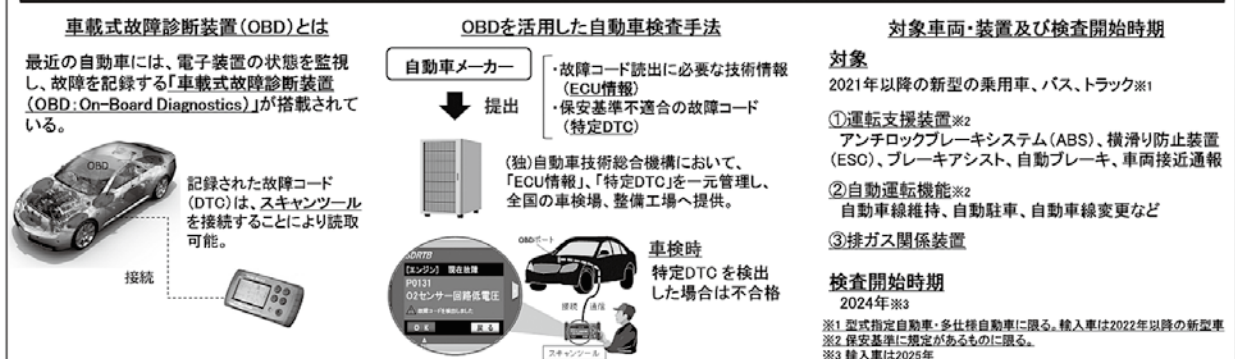 車載式故障診断装置(OBD)とは
最近の自動車には、電子装置の状態を監視
し、故障を記録する「車載式故障診断装置
(OBD:On-Board Diagnostics)」が搭載されて
いる。
OBD
記録された故障コード
(DTC)は、スキャンツール
を接続することにより読取
可能。
接続
OBDを活用した自動車検査手法
自動車メーカー
提出
・故障コード読出に必要な技術情報
(ECU情報)
・保安基準不適合の故障コード
(特定DTC)
(独)自動車技術総合機構において、
「ECU情報」、「特定DTC」を一元管理し、
全国の車検場、整備工場へ提供。
OBDポート
[エンジン] 現在故障
P0131
O2センサー回路低電圧
故障コードを検出しました
OK 戻る
接続 通信
スキャンツール
車検時
特定DTC を検出
した場合は不合格
対象車両・装置及び検査開始時期
対象
2021年以降の新型の乗用車、バス、トラック※1
①運転支援装置※2
アンチロックブレーキシステム(ABS)、横滑り防止装置
(ESC)、ブレーキアシスト、自動ブレーキ、車両接近通報
②自動運転機能※2
自動車線維持、自動駐車、自動車線変更など
③排ガス関係装置
検査開始時期
2024年※3
※1 型式指定自動車・多仕様自動車に限る。輸入車は2022年以降の新型車
※2 保安基準に規定があるものに限る。
※3 輸入車は2025年